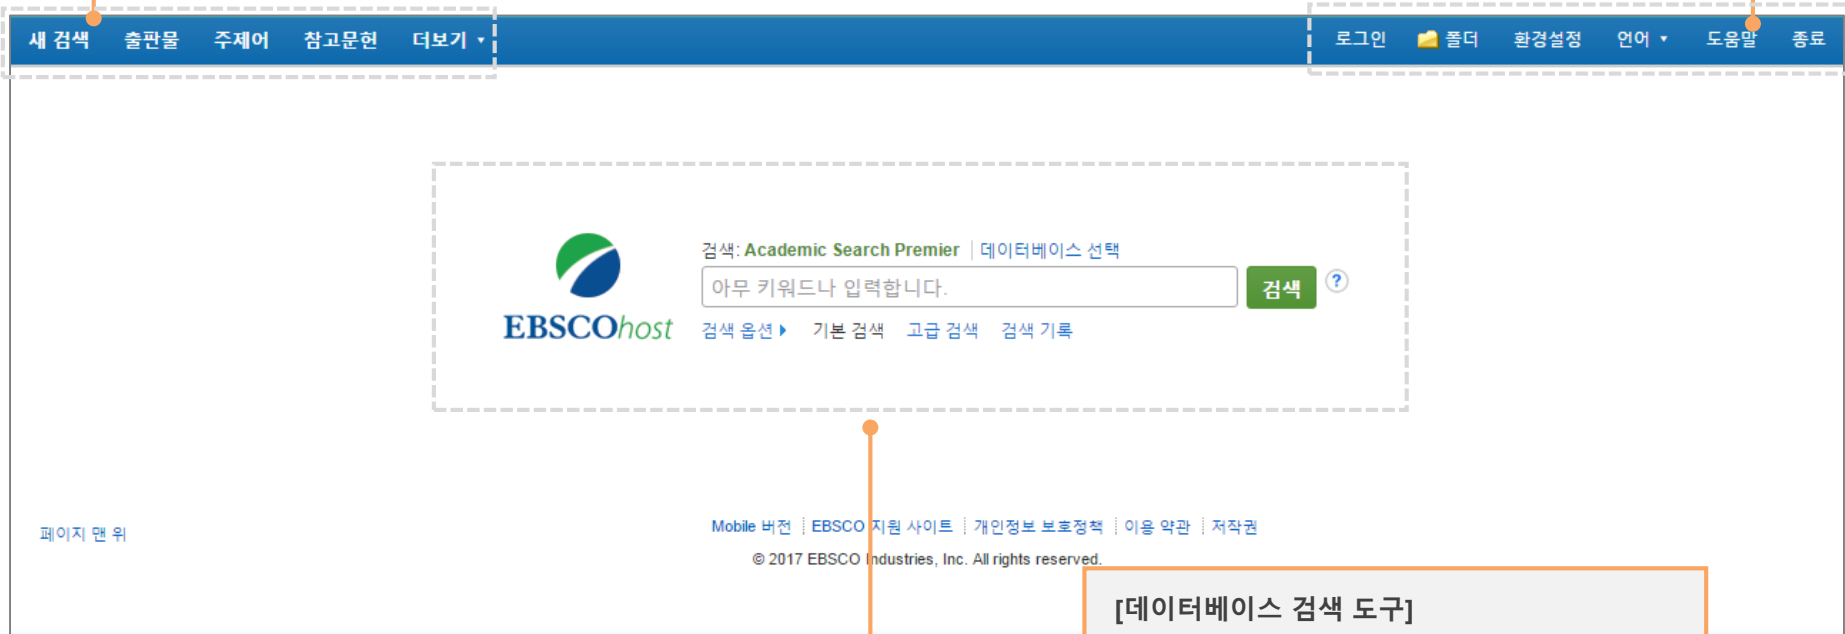 새 검색 출판물 주제어 참고문헌 더보기
로그인 폴더 환경설정 언어 도움말 종료
검색: Academic Search Premier 데이터베이스 선택
아무 키워드나 입력합니다.
검색
?
EBSCOhost
검색 옵션 기본 검색 고급 검색 검색 기록
페이지 맨 위
Mobile 버전 EBSCO 지원 사이트 개인정보 보호정책 이용 약관 저작권
© 2017 EBSCO Industries, Inc. All rights reserved.
[데이터베이스 검색 도구]